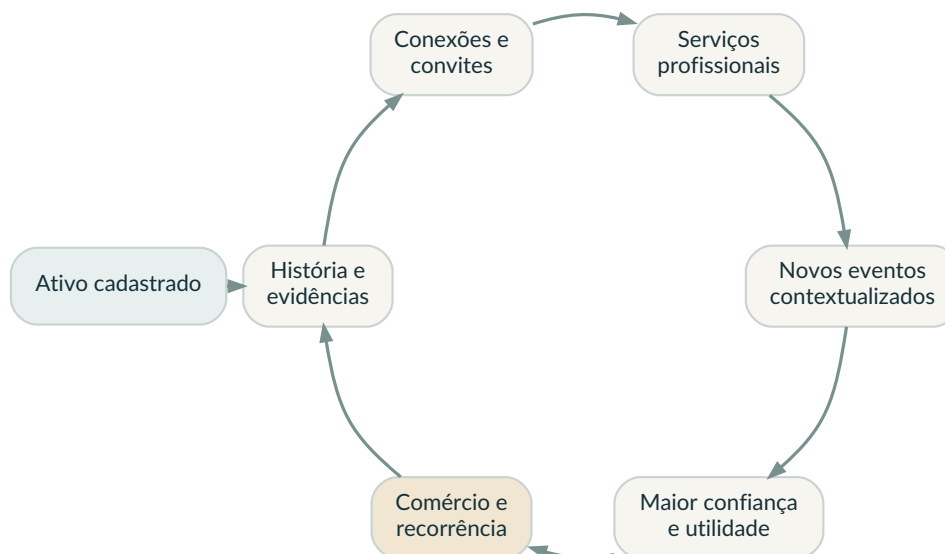 Conexões e
convites
Serviços
profissionais
Ativo cadastrado
História e
evidências
Novos eventos
contextualizados
Comércio e
recorrência
Maior confiança
e utilidade